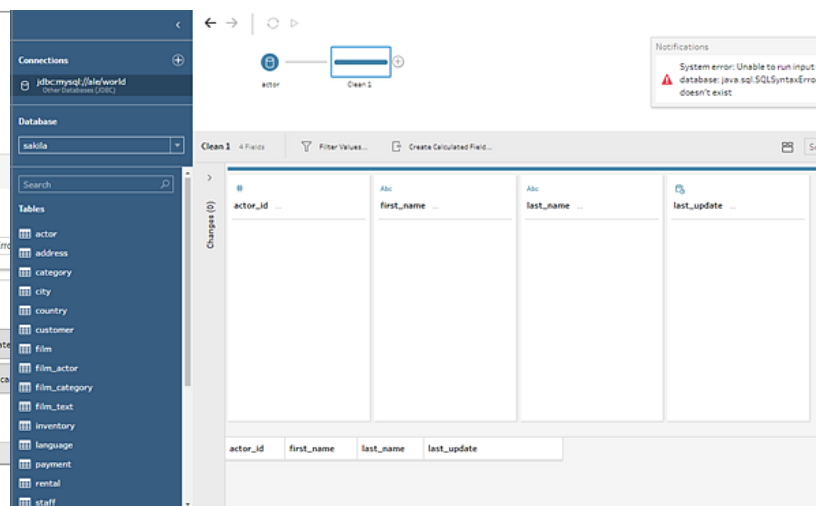 Connections
jdbc:mysql://ale/world
Other Databases (JDBC)
Database
sakila
Search
Tables
actor
address
category
city
country
customer
film
film_actor
film_category
film_text
inventory
language
payment
rental
staff
actor
Clean 1
Notifications
System error: Unable to run input
database: java.sql.SQLSyntaxErro
doesn't exist
Clean 1 4 Fields Filter Values... Create Calculated Field...
Changes (0)
# Abc Abc
actor_id ... first_name ... last_name ... last_update ...
actor_id first_name last_name last_update